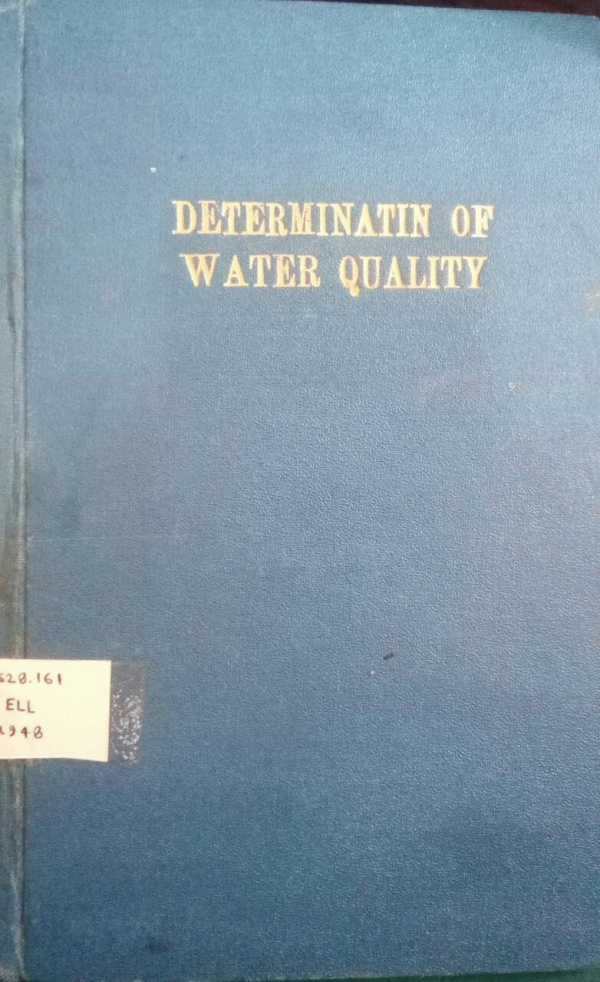 DETERMINATIN OF
WATER QUALITY
628.161
ELL
1948